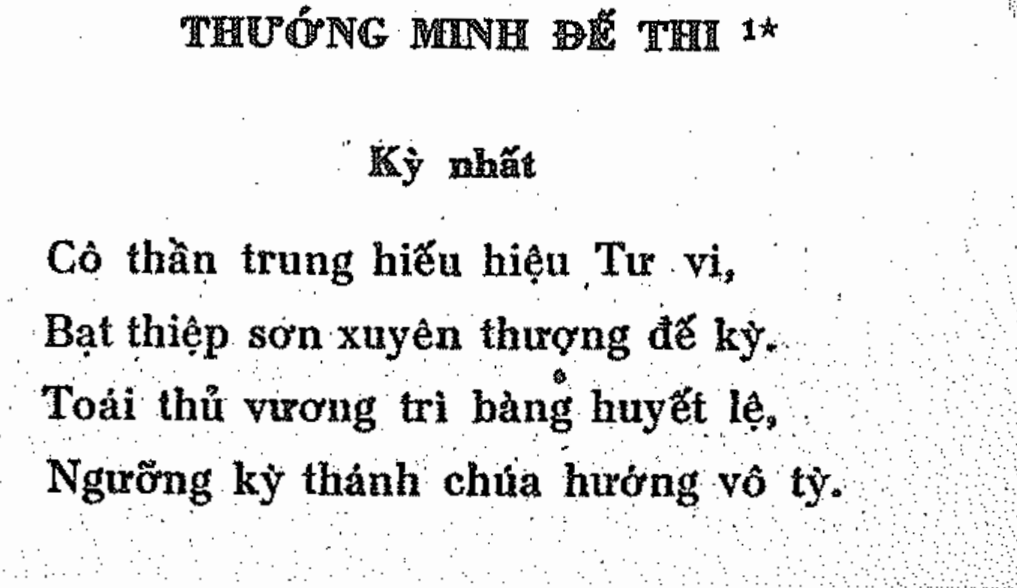 THƯỚNG MINH ĐẾ THI 1*
Kỳ nhất
Cô thần trung hiếu hiệu Tư vi,
Bạt thiệp sơn xuyên thượng đế kỳ.
Toái thủ vương trì bàng huyết lệ,
Ngưỡng kỳ thánh chúa hướng vô tỳ.